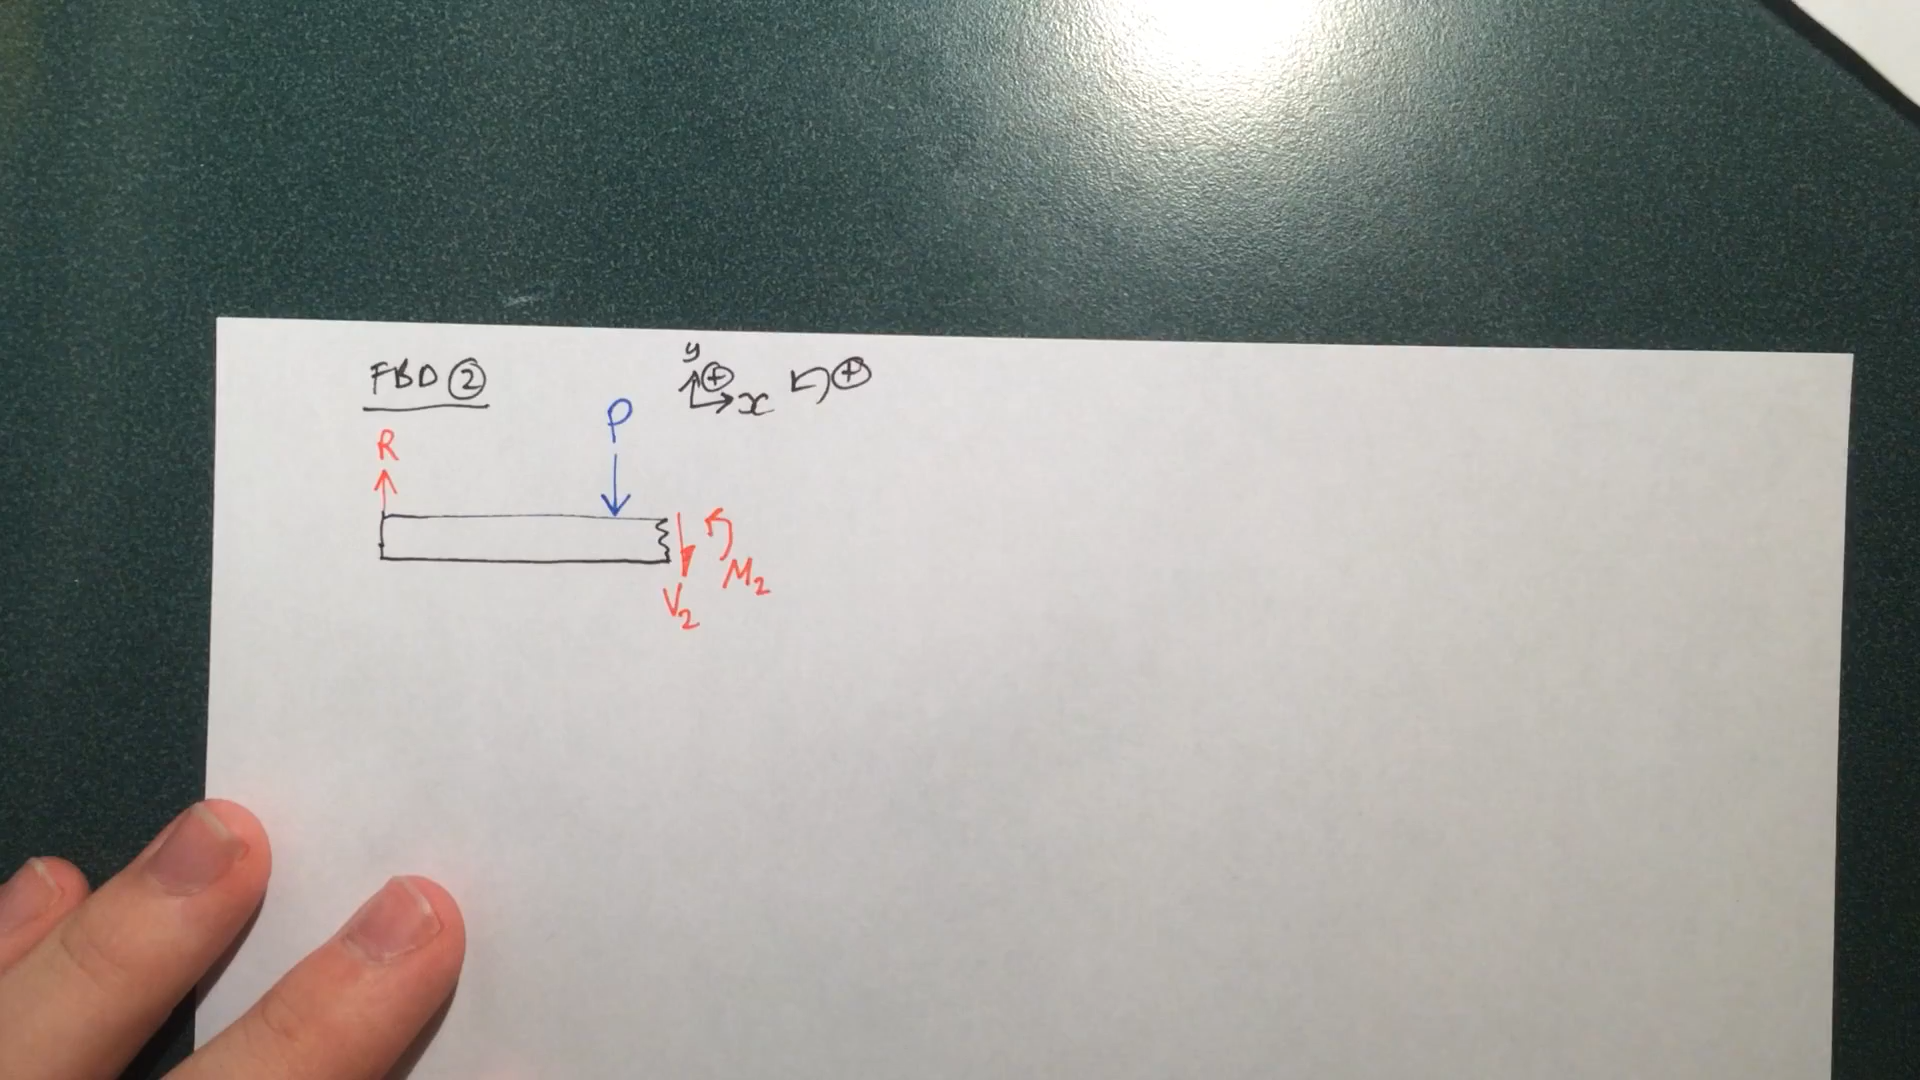 FBD ②
y ⊕ x ⊕
P
R
M₂
V₂